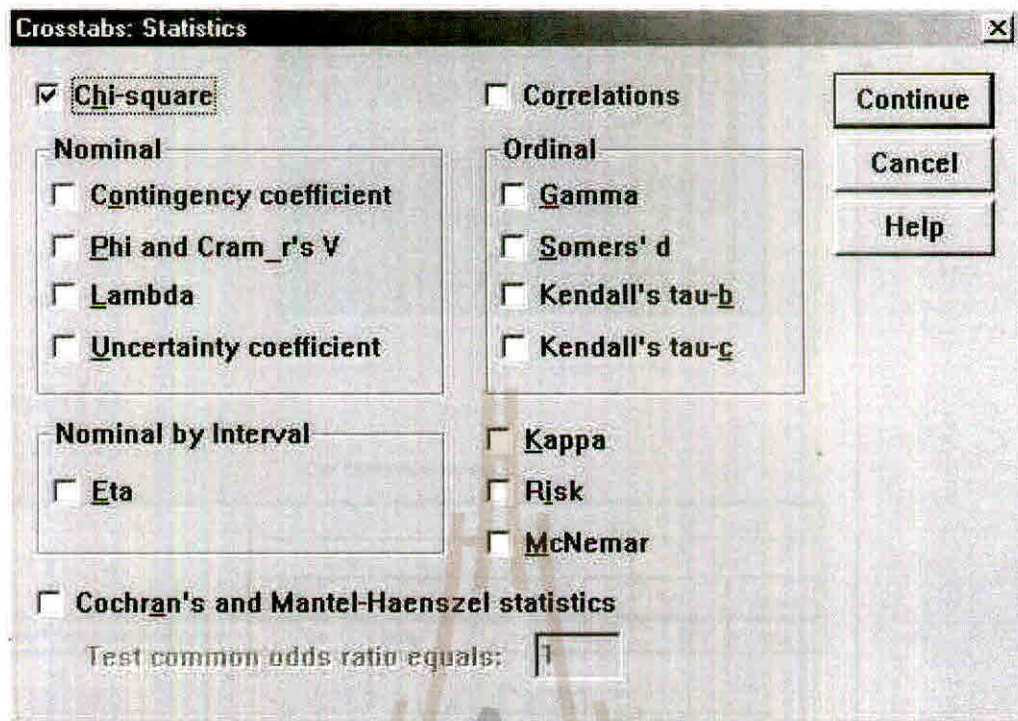 Crosstabs: Statistics
Chi-square
Correlations
Continue
Cancel
Help
Nominal
Contingency coefficient
Phi and Cram_r's V
Lambda
Uncertainty coefficient
Ordinal
Gamma
Somers' d
Kendall's tau-b
Kendall's tau-c
Nominal by Interval
Eta
Kappa
Risk
McNemar
Cochran's and Mantel-Haenszel statistics
Test common odds ratio equals: 1